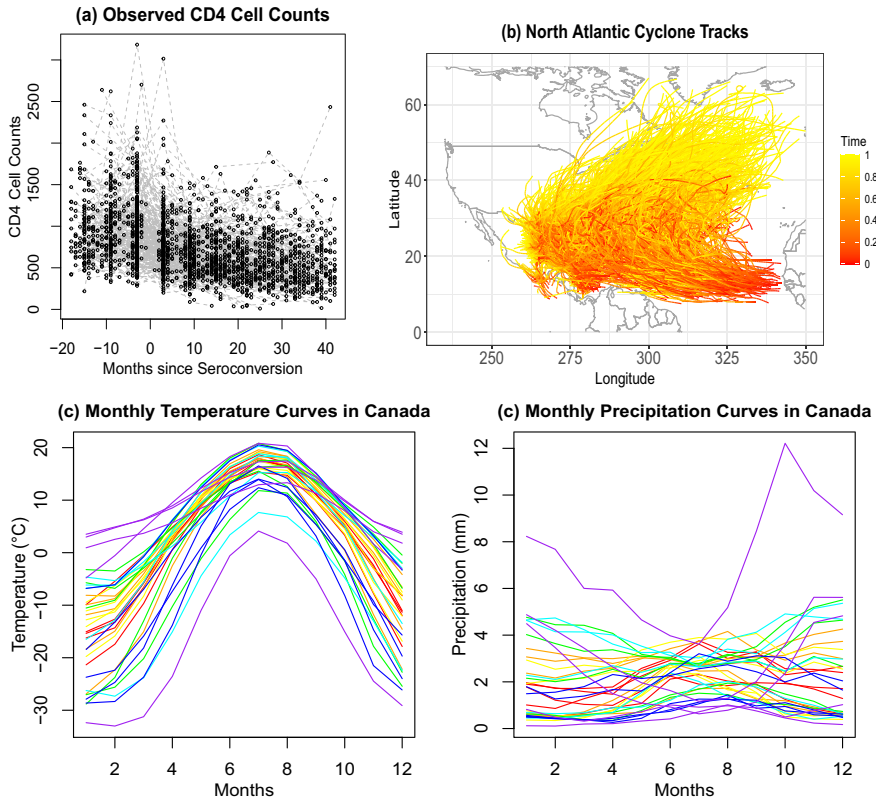 (a) Observed CD4 Cell Counts
CD4 Cell Counts
2500
1500
500
0
−20 −10 0 10 20 30 40
Months since Seroconversion
(b) North Atlantic Cyclone Tracks
Latitude
60
40
20
0
250 275 300 325 350
Longitude
Time
1
0.8
0.6
0.4
0.2
0
(c) Monthly Temperature Curves in Canada
Temperature (°C)
20
10
0
−10
−20
−30
2 4 6 8 10 12
Months
(c) Monthly Precipitation Curves in Canada
Precipitation (mm)
12
10
8
6
4
2
0
2 4 6 8 10 12
Months